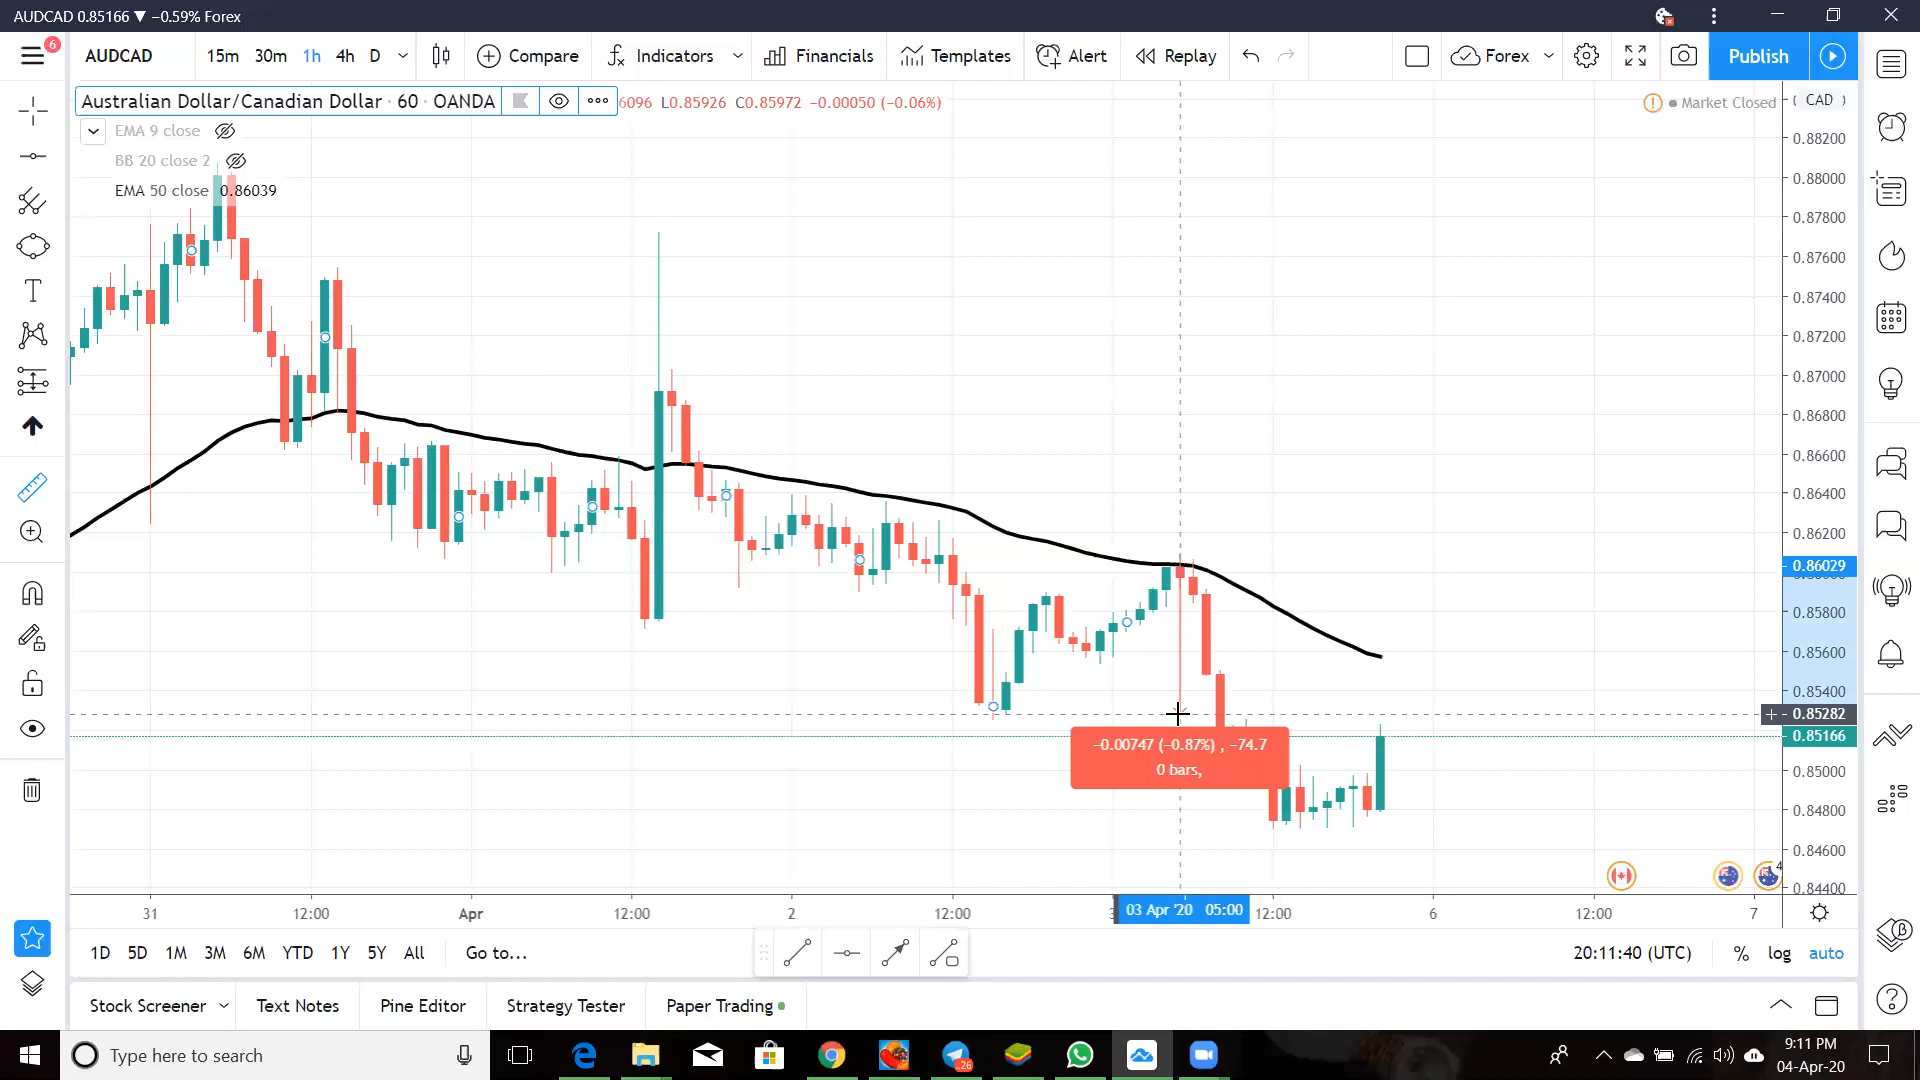 AUDCAD 0.85166 ▼ −0.59% Forex
6
AUDCAD 15m 30m 1h 4h D Compare Indicators Financials Templates Alert Replay Forex Publish
Australian Dollar/Canadian Dollar · 60 · OANDA 6096 L0.85926 C0.85972 −0.00050 (−0.06%) Market Closed CAD
EMA 9 close
BB 20 close 2
EMA 50 close 0.86039
0.88200
0.88000
0.87800
0.87600
0.87400
0.87200
0.87000
0.86800
0.86600
0.86400
0.86200
0.86029
0.85800
0.85600
0.85400
0.85282
0.85166
0.85000
0.84800
0.84600
0.84400
−0.00747 (−0.87%) , −74.7
0 bars,
4
31 12:00 Apr 12:00 2 12:00 03 Apr '20 05:00 12:00 6 12:00 7
1D 5D 1M 3M 6M YTD 1Y 5Y All Go to... 20:11:40 (UTC) % log auto
Stock Screener Text Notes Pine Editor Strategy Tester Paper Trading
Type here to search 26 9:11 PM
04-Apr-20